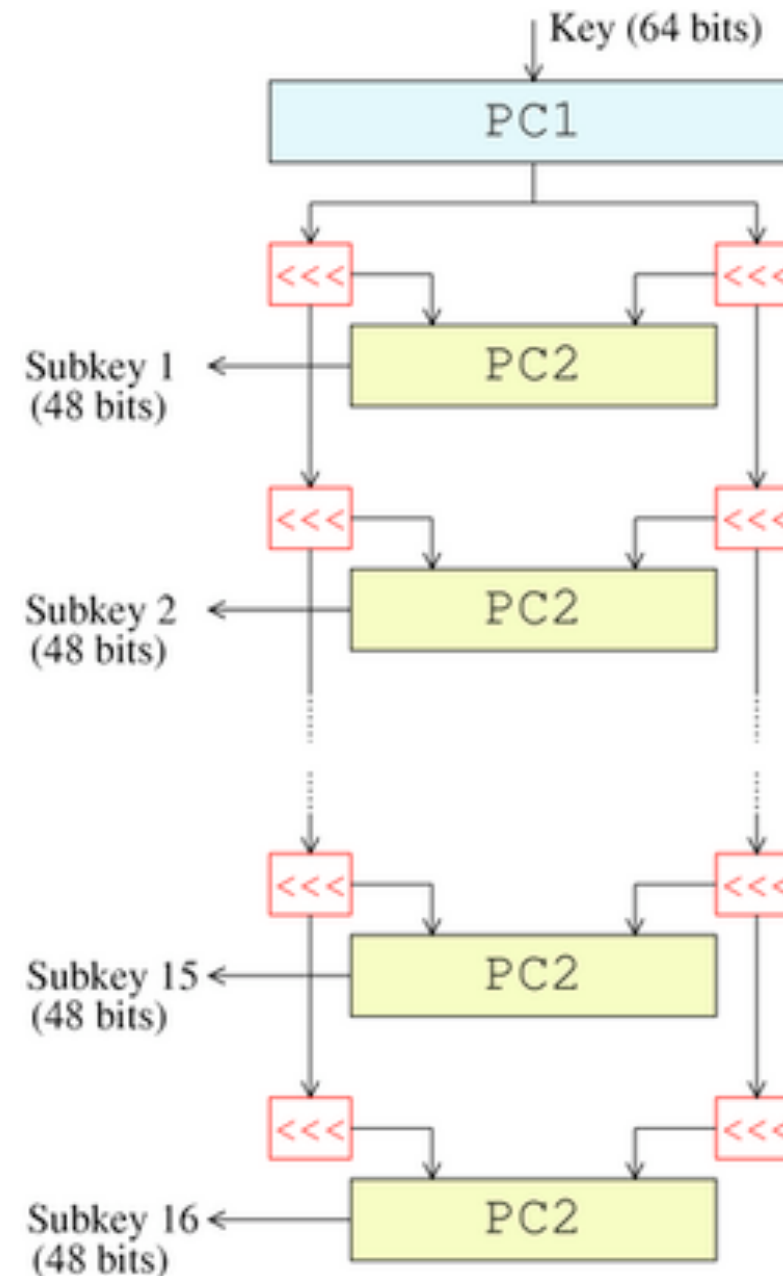 Key (64 bits)
PC1
<<< <<<
PC2
Subkey 1
(48 bits)
<<< <<<
PC2
Subkey 2
(48 bits)
<<< <<<
PC2
Subkey 15
(48 bits)
<<< <<<
PC2
Subkey 16
(48 bits)